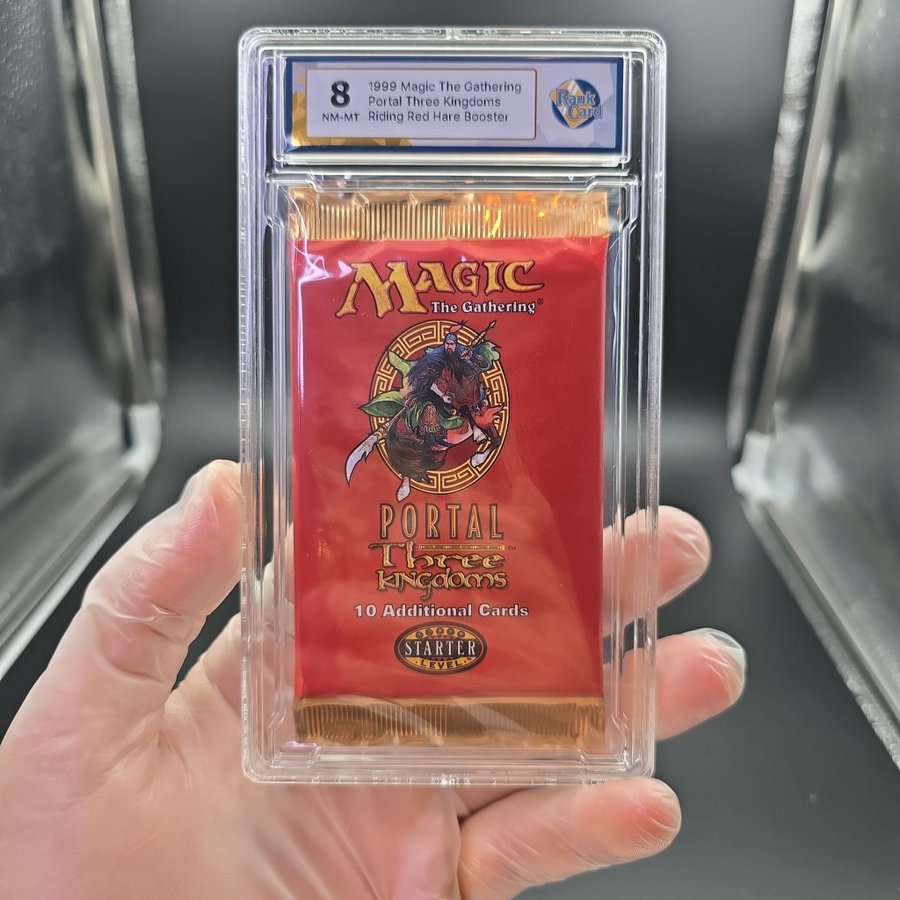 8
NM-MT
1999 Magic The Gathering
Portal Three Kingdoms
Riding Red Hare Booster
Rank
Card
MAGIC
The Gathering®
PORTAL
Three ™
KINGDOMS
10 Additional Cards
STARTER
LEVEL